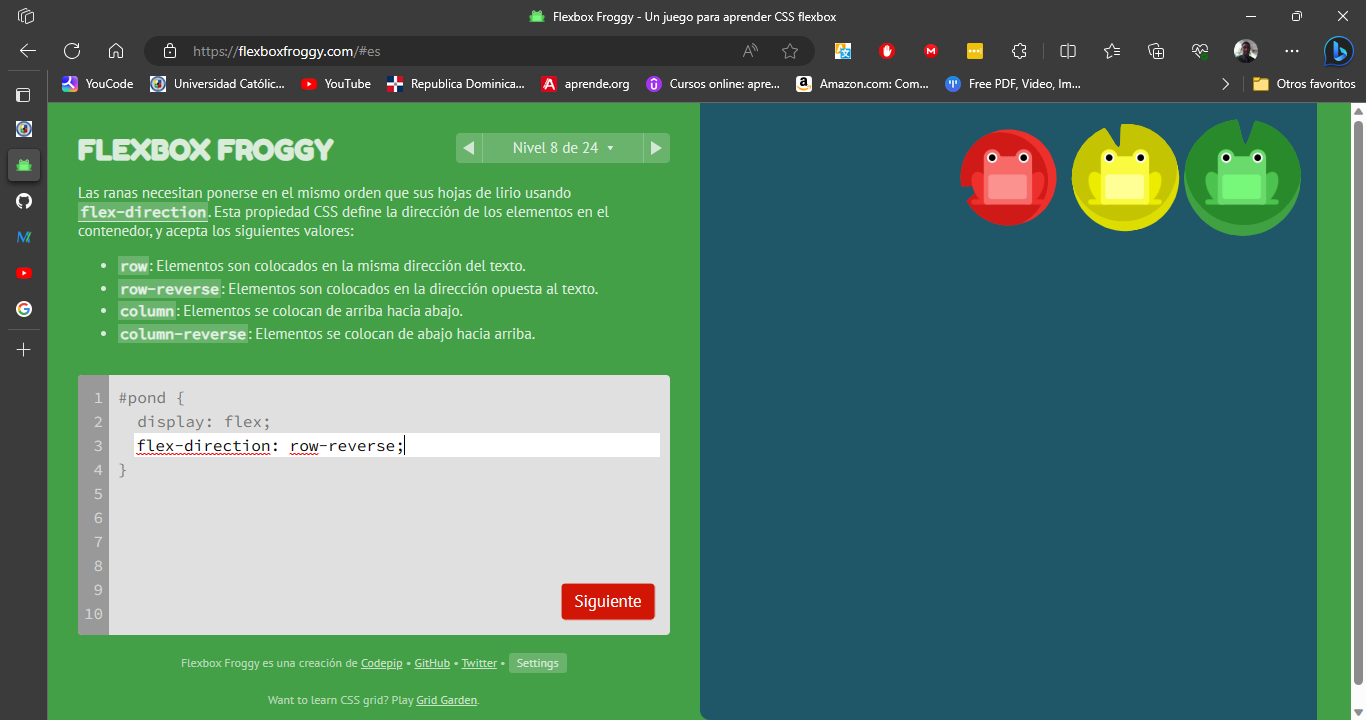 Flexbox Froggy - Un juego para aprender CSS flexbox
https://flexboxfroggy.com/#es
YouCode
Universidad Católic...
YouTube
Republica Dominica...
aprende.org
Cursos online: apre...
Amazon.com: Com...
Free PDF, Video, Im...
Otros favoritos
FLEXBOX FROGGY
Nivel 8 de 24
Las ranas necesitan ponerse en el mismo orden que sus hojas de lirio usando
flex-direction. Esta propiedad CSS define la dirección de los elementos en el
contenedor, y acepta los siguientes valores:
• row: Elementos son colocados en la misma dirección del texto.
• row-reverse: Elementos son colocados en la dirección opuesta al texto.
• column: Elementos se colocan de arriba hacia abajo.
• column-reverse: Elementos se colocan de abajo hacia arriba.
1 #pond {
2 display: flex;
3 flex-direction: row-reverse;
4 }
5
6
7
8
9
10
Siguiente
Flexbox Froggy es una creación de Codepip • GitHub • Twitter • Settings
Want to learn CSS grid? Play Grid Garden.